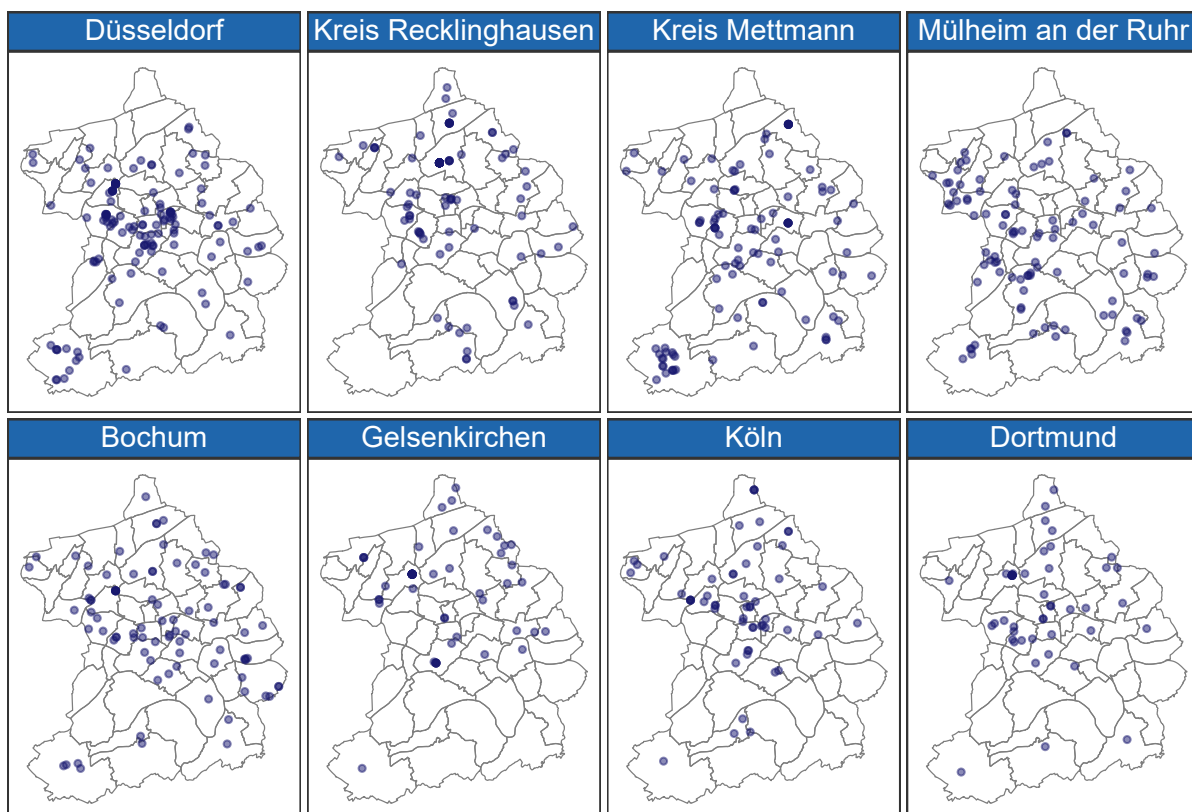 Düsseldorf
Kreis Recklinghausen
Kreis Mettmann
Mülheim an der Ruhr
Bochum
Gelsenkirchen
Köln
Dortmund